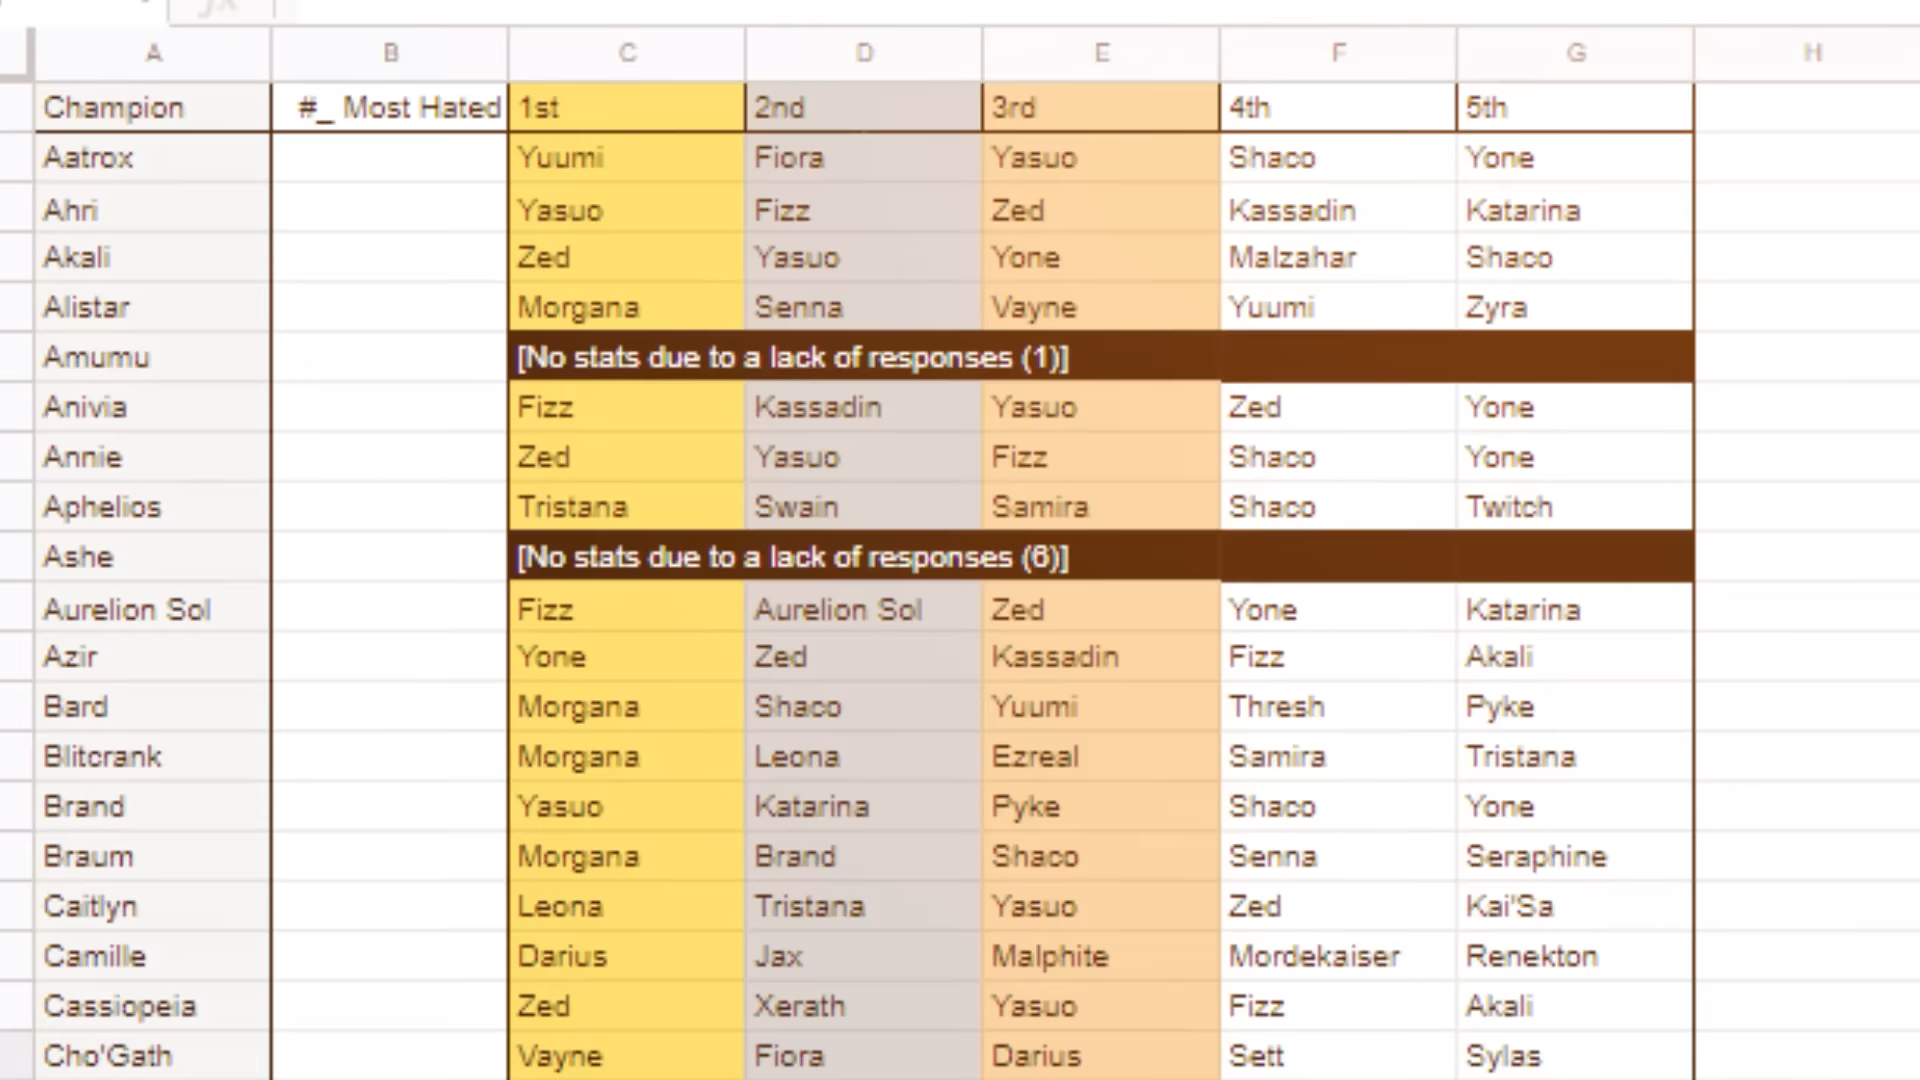 A B C D E F G H
Champion #_ Most Hated 1st 2nd 3rd 4th 5th
Aatrox Yuumi Fiora Yasuo Shaco Yone
Ahri Yasuo Fizz Zed Kassadin Katarina
Akali Zed Yasuo Yone Malzahar Shaco
Alistar Morgana Senna Vayne Yuumi Zyra
Amumu [No stats due to a lack of responses (1)]
Anivia Fizz Kassadin Yasuo Zed Yone
Annie Zed Yasuo Fizz Shaco Yone
Aphelios Tristana Swain Samira Shaco Twitch
Ashe [No stats due to a lack of responses (6)]
Aurelion Sol Fizz Aurelion Sol Zed Yone Katarina
Azir Yone Zed Kassadin Fizz Akali
Bard Morgana Shaco Yuumi Thresh Pyke
Blitcrank Morgana Leona Ezreal Samira Tristana
Brand Yasuo Katarina Pyke Shaco Yone
Braum Morgana Brand Shaco Senna Seraphine
Caitlyn Leona Tristana Yasuo Zed Kai'Sa
Camille Darius Jax Malphite Mordekaiser Renekton
Cassiopeia Zed Xerath Yasuo Fizz Akali
Cho'Gath Vayne Fiora Darius Sett Sylas